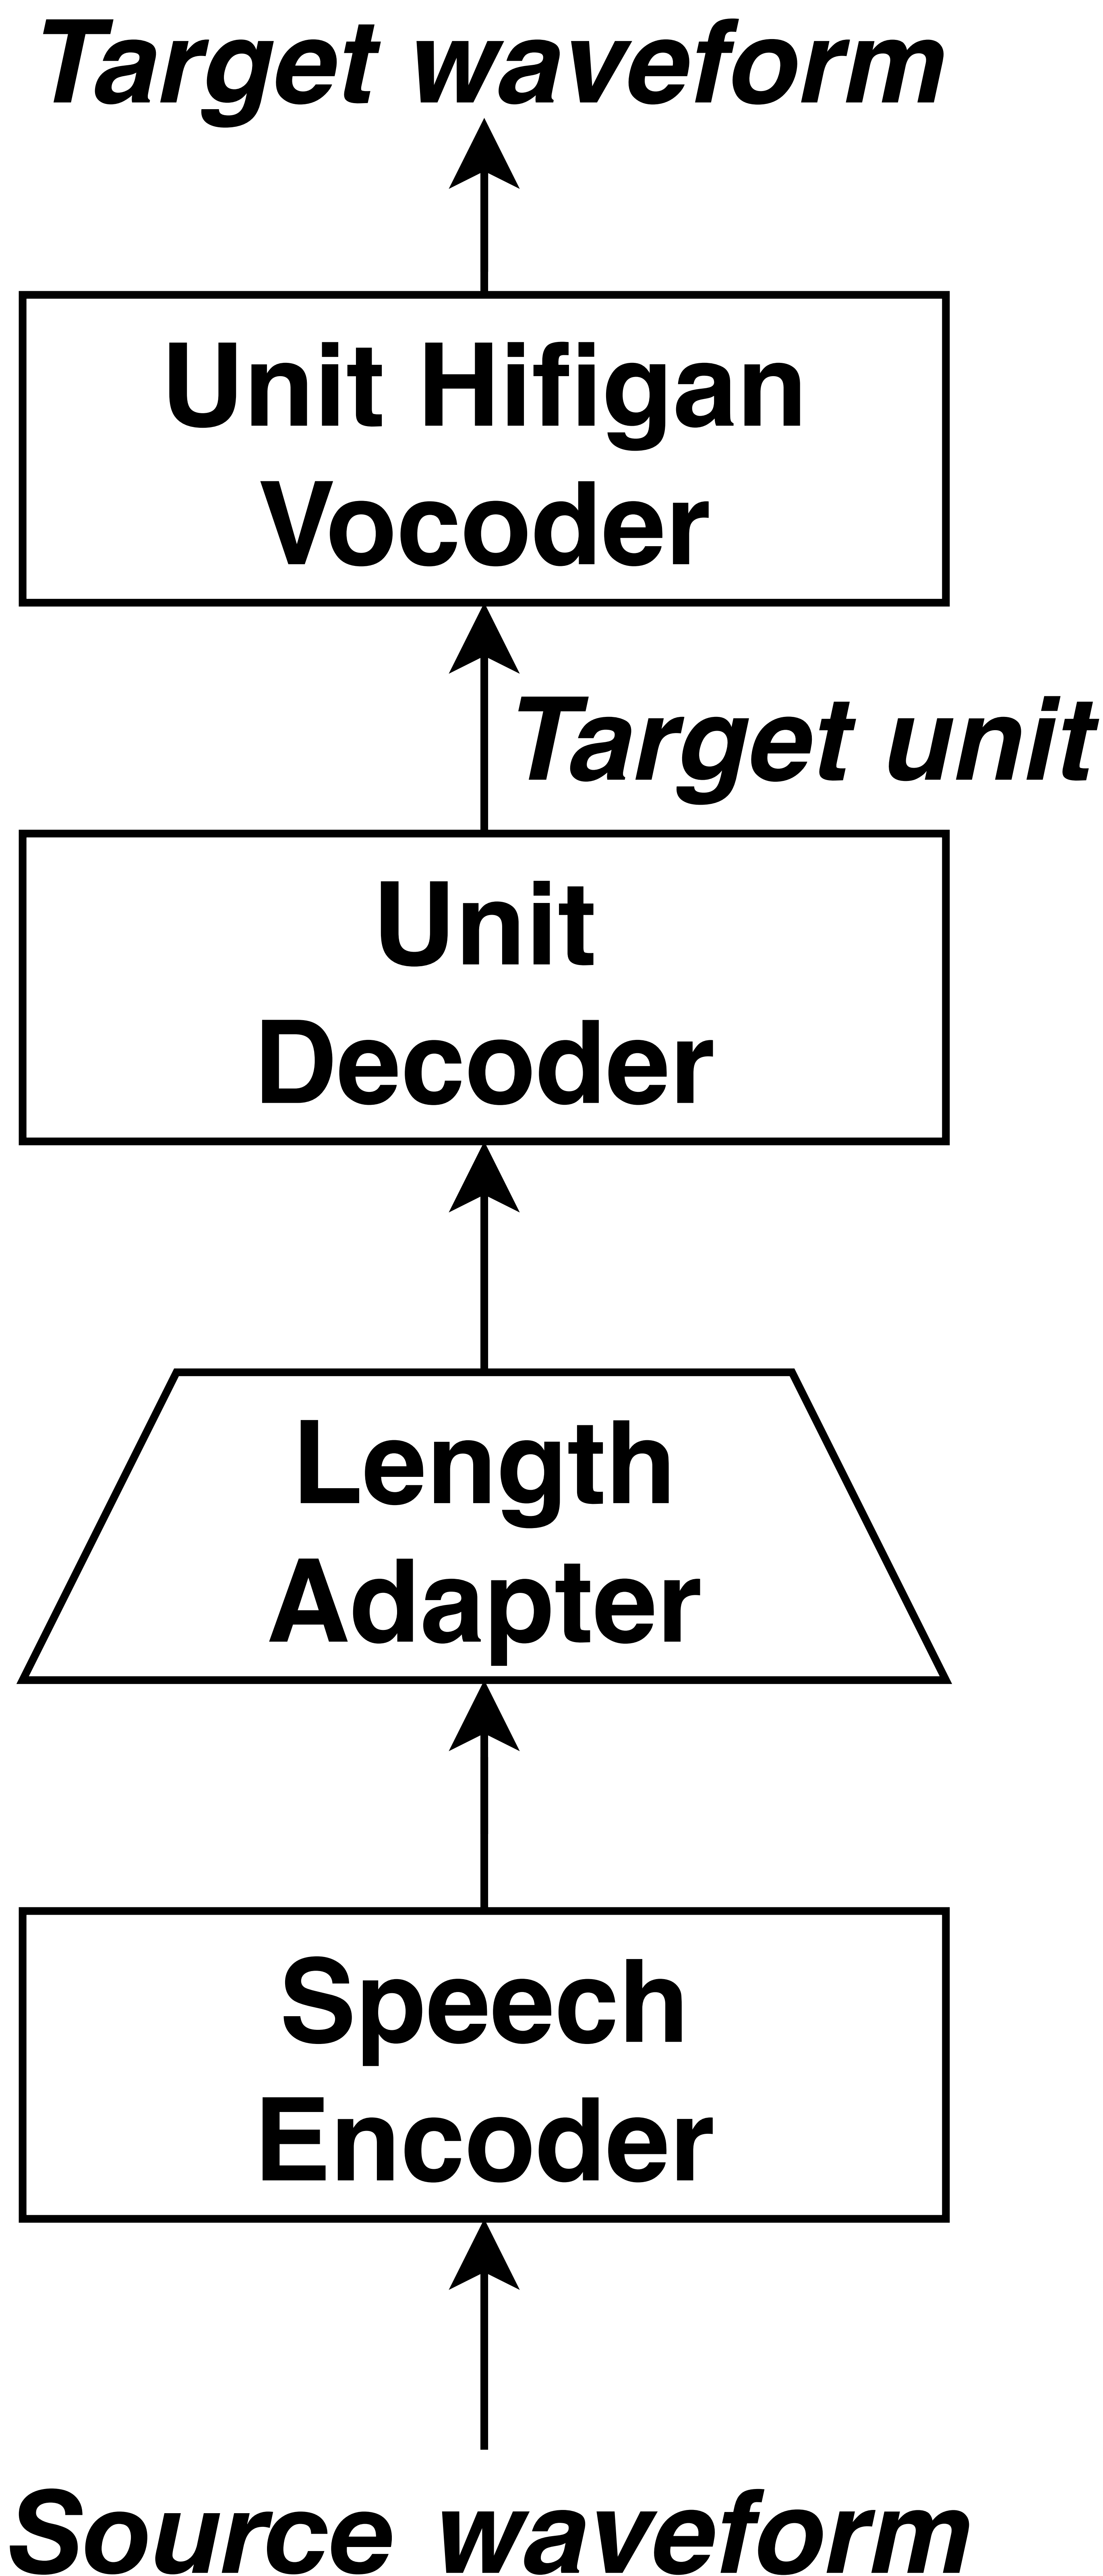 Target waveform
Unit Hifigan
Vocoder
Target unit
Unit
Decoder
Length
Adapter
Speech
Encoder
Source waveform